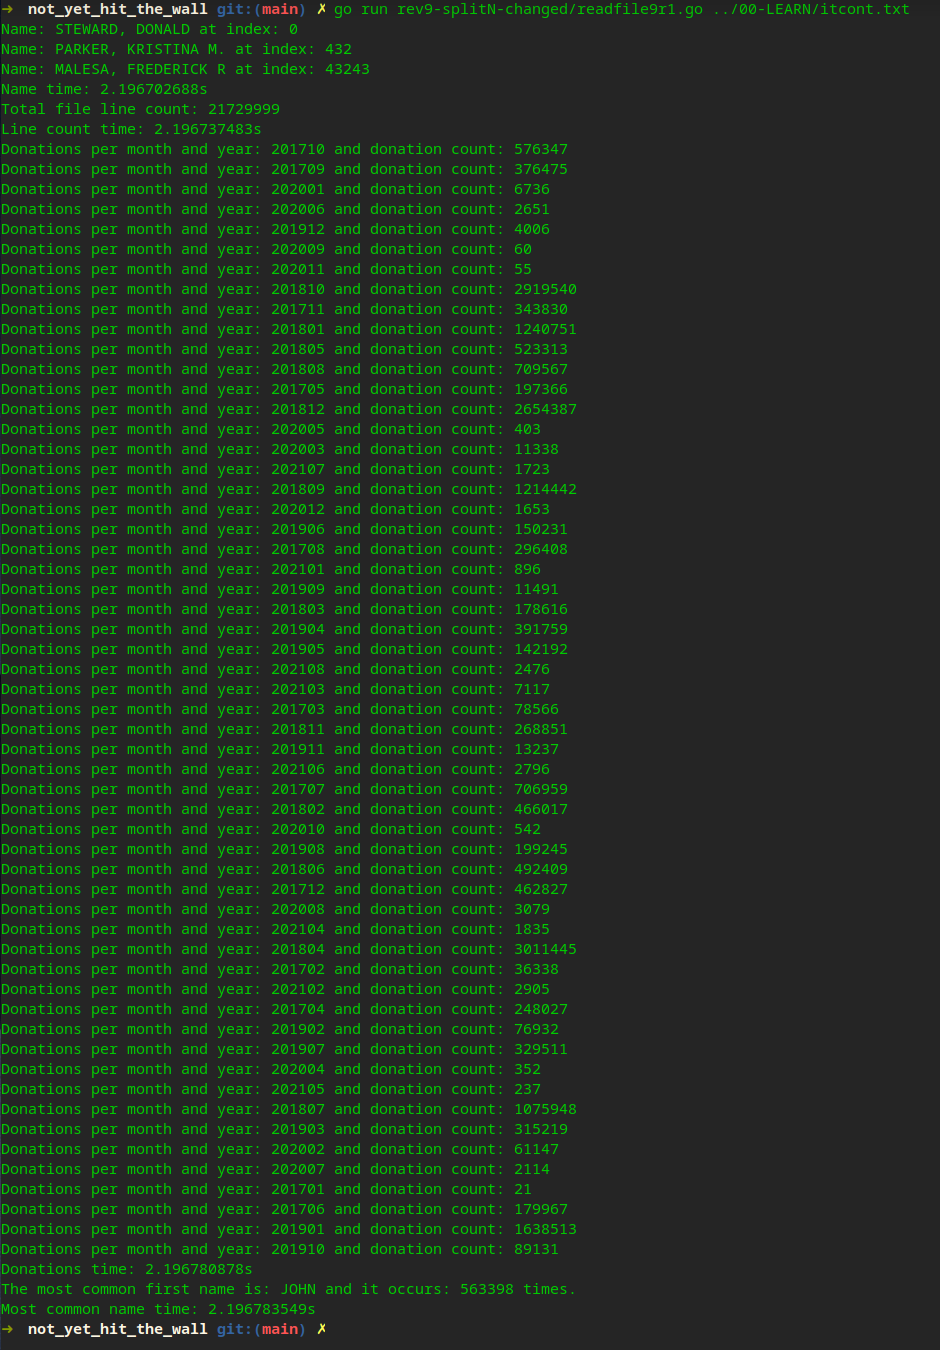 ➜  not_yet_hit_the_wall git:(main) ✗ go run rev9-splitN-changed/readfile9r1.go ../00-LEARN/itcont.txt
Name: STEWARD, DONALD at index: 0
Name: PARKER, KRISTINA M. at index: 432
Name: MALESA, FREDERICK R at index: 43243
Name time: 2.196702688s
Total file line count: 21729999
Line count time: 2.196737483s
Donations per month and year: 201710 and donation count: 576347
Donations per month and year: 201709 and donation count: 376475
Donations per month and year: 202001 and donation count: 6736
Donations per month and year: 202006 and donation count: 2651
Donations per month and year: 201912 and donation count: 4006
Donations per month and year: 202009 and donation count: 60
Donations per month and year: 202011 and donation count: 55
Donations per month and year: 201810 and donation count: 2919540
Donations per month and year: 201711 and donation count: 343830
Donations per month and year: 201801 and donation count: 1240751
Donations per month and year: 201805 and donation count: 523313
Donations per month and year: 201808 and donation count: 709567
Donations per month and year: 201705 and donation count: 197366
Donations per month and year: 201812 and donation count: 2654387
Donations per month and year: 202005 and donation count: 403
Donations per month and year: 202003 and donation count: 11338
Donations per month and year: 202107 and donation count: 1723
Donations per month and year: 201809 and donation count: 1214442
Donations per month and year: 202012 and donation count: 1653
Donations per month and year: 201906 and donation count: 150231
Donations per month and year: 201708 and donation count: 296408
Donations per month and year: 202101 and donation count: 896
Donations per month and year: 201909 and donation count: 11491
Donations per month and year: 201803 and donation count: 178616
Donations per month and year: 201904 and donation count: 391759
Donations per month and year: 201905 and donation count: 142192
Donations per month and year: 202108 and donation count: 2476
Donations per month and year: 202103 and donation count: 7117
Donations per month and year: 201703 and donation count: 78566
Donations per month and year: 201811 and donation count: 268851
Donations per month and year: 201911 and donation count: 13237
Donations per month and year: 202106 and donation count: 2796
Donations per month and year: 201707 and donation count: 706959
Donations per month and year: 201802 and donation count: 466017
Donations per month and year: 202010 and donation count: 542
Donations per month and year: 201908 and donation count: 199245
Donations per month and year: 201806 and donation count: 492409
Donations per month and year: 201712 and donation count: 462827
Donations per month and year: 202008 and donation count: 3079
Donations per month and year: 202104 and donation count: 1835
Donations per month and year: 201804 and donation count: 3011445
Donations per month and year: 201702 and donation count: 36338
Donations per month and year: 202102 and donation count: 2905
Donations per month and year: 201704 and donation count: 248027
Donations per month and year: 201902 and donation count: 76932
Donations per month and year: 201907 and donation count: 329511
Donations per month and year: 202004 and donation count: 352
Donations per month and year: 202105 and donation count: 237
Donations per month and year: 201807 and donation count: 1075948
Donations per month and year: 201903 and donation count: 315219
Donations per month and year: 202002 and donation count: 61147
Donations per month and year: 202007 and donation count: 2114
Donations per month and year: 201701 and donation count: 21
Donations per month and year: 201706 and donation count: 179967
Donations per month and year: 201901 and donation count: 1638513
Donations per month and year: 201910 and donation count: 89131
Donations time: 2.196780878s
The most common first name is: JOHN and it occurs: 563398 times.
Most common name time: 2.196783549s
➜  not_yet_hit_the_wall git:(main) ✗